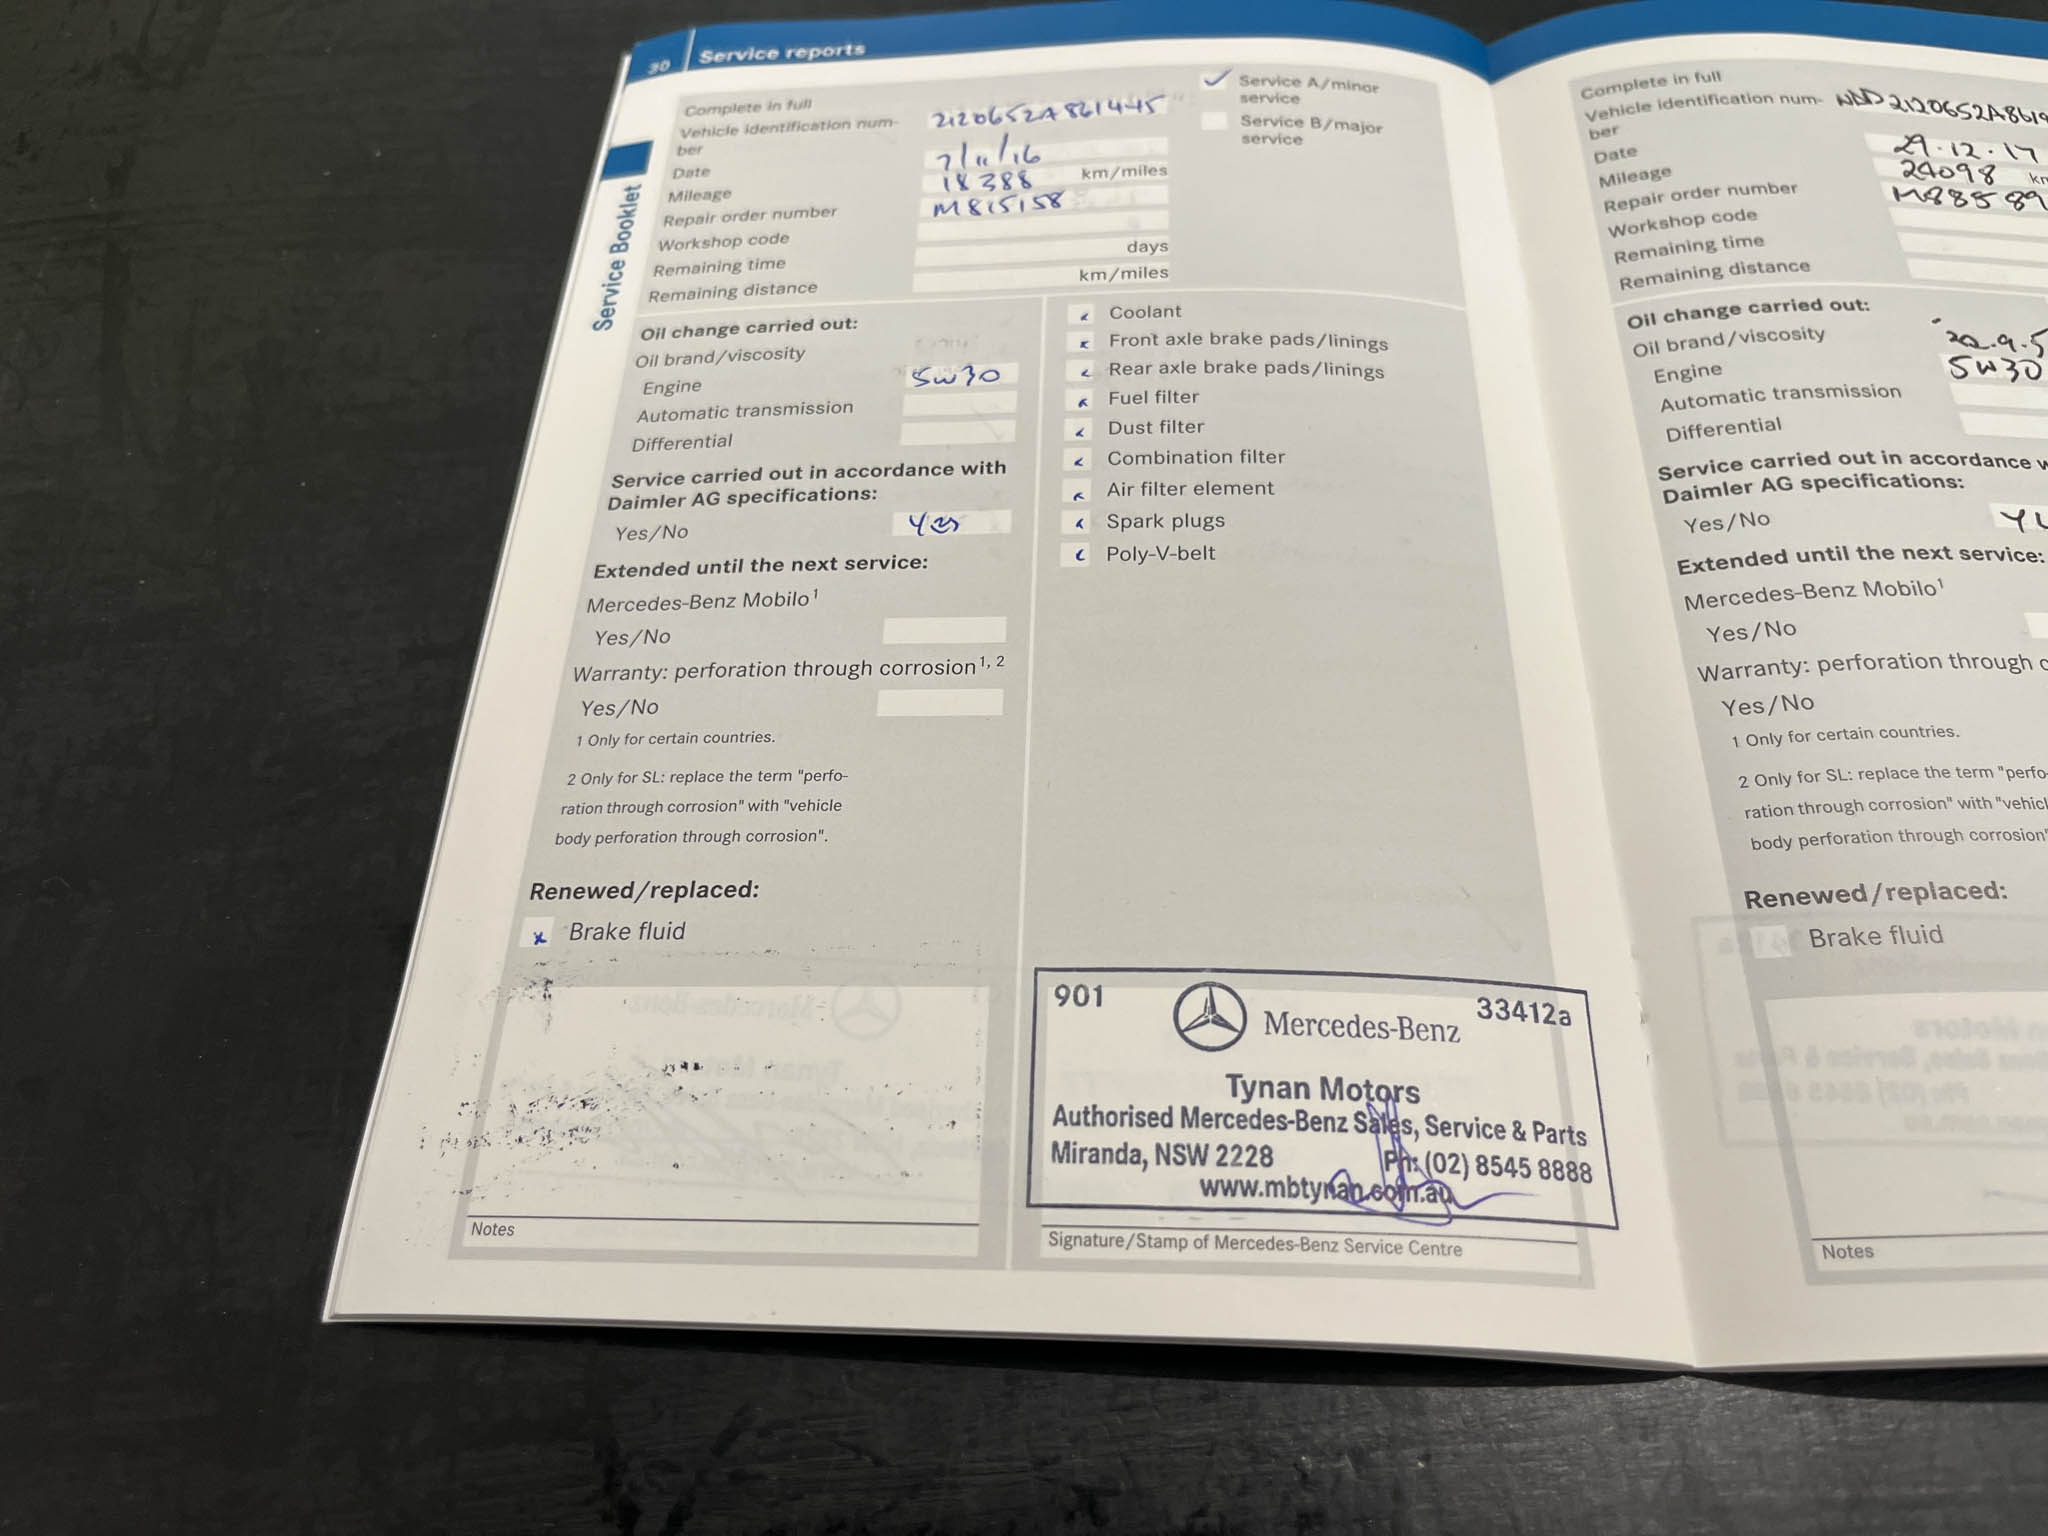 30 Service reports
Service Booklet
Complete in full
Vehicle identification num-
ber
2120652A861445
Date
7/11/16
Mileage
18388 km/miles
Repair order number
M815158
Workshop code
Remaining time
days
Remaining distance
km/miles
✓ Service A/minor
service
Service B/major
service
Oil change carried out:
Oil brand/viscosity
Engine
5W30
Automatic transmission
Differential
Service carried out in accordance with
Daimler AG specifications:
Yes/No
Yes
Extended until the next service:
Mercedes-Benz Mobilo¹
Yes/No
Warranty: perforation through corrosion¹, ²
Yes/No
1 Only for certain countries.
2 Only for SL: replace the term "perfo-
ration through corrosion" with "vehicle
body perforation through corrosion".
Renewed/replaced:
x Brake fluid
Notes
Coolant
Front axle brake pads/linings
Rear axle brake pads/linings
Fuel filter
Dust filter
Combination filter
Air filter element
Spark plugs
Poly-V-belt
901 Mercedes-Benz 33412a
Tynan Motors
Authorised Mercedes-Benz Sales, Service & Parts
Miranda, NSW 2228 Ph: (02) 8545 8888
www.mbtynan.com.au
Signature/Stamp of Mercedes-Benz Service Centre
Complete in full
Vehicle identification num-
ber
Date
29.12.17
Mileage
24098
Repair order number
M88589
Workshop code
Remaining time
Remaining distance
Oil change carried out:
Oil brand/viscosity
Engine
5W30
Automatic transmission
Differential
Service carried out in accordance
Daimler AG specifications:
Yes/No
Extended until the next service:
Mercedes-Benz Mobilo¹
Yes/No
Warranty: perforation through
Yes/No
1 Only for certain countries.
2 Only for SL: replace the term "perfo-
ration through corrosion" with
body perforation through corrosion"
Renewed/replaced:
Brake fluid
Notes